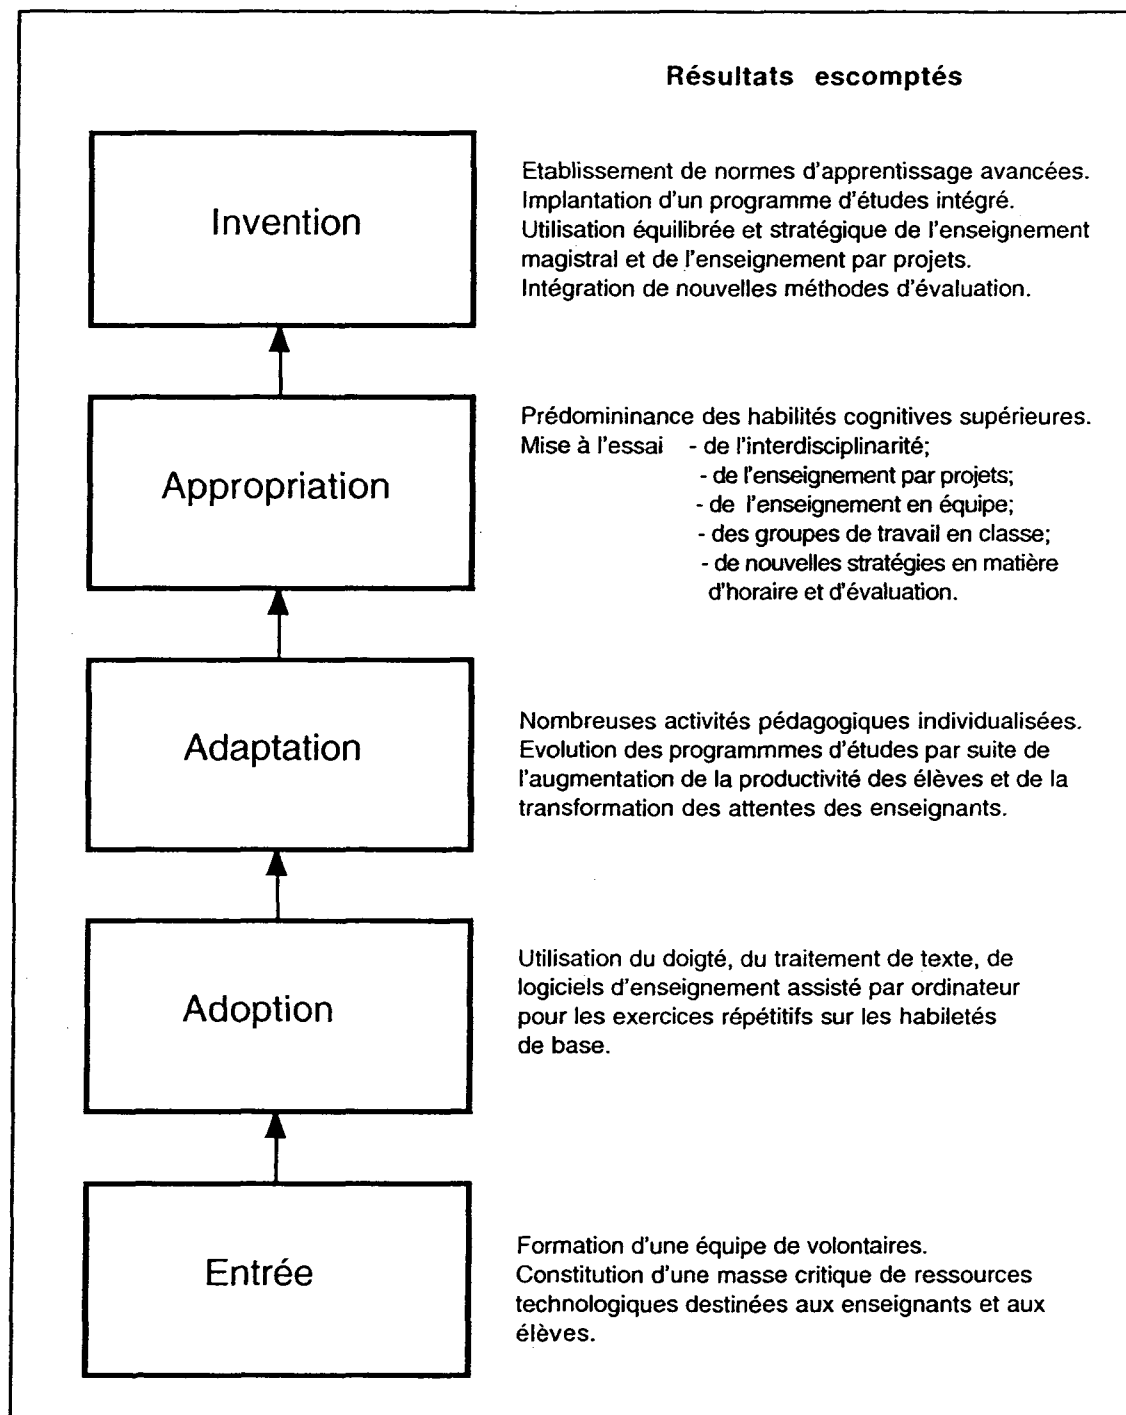 Résultats escomptés
Invention
Etablissement de normes d'apprentissage avancées.
Implantation d'un programme d'études intégré.
Utilisation équilibrée et stratégique de l'enseignement
magistral et de l'enseignement par projets.
Intégration de nouvelles méthodes d'évaluation.
Appropriation
Prédomininance des habilités cognitives supérieures.
Mise à l'essai - de l'interdisciplinarité;
- de l'enseignement par projets;
- de l'enseignement en équipe;
- des groupes de travail en classe;
- de nouvelles stratégies en matière
d'horaire et d'évaluation.
Adaptation
Nombreuses activités pédagogiques individualisées.
Evolution des programmmes d'études par suite de
l'augmentation de la productivité des élèves et de la
transformation des attentes des enseignants.
Adoption
Utilisation du doigté, du traitement de texte, de
logiciels d'enseignement assisté par ordinateur
pour les exercices répétitifs sur les habiletés
de base.
Entrée
Formation d'une équipe de volontaires.
Constitution d'une masse critique de ressources
technologiques destinées aux enseignants et aux
élèves.